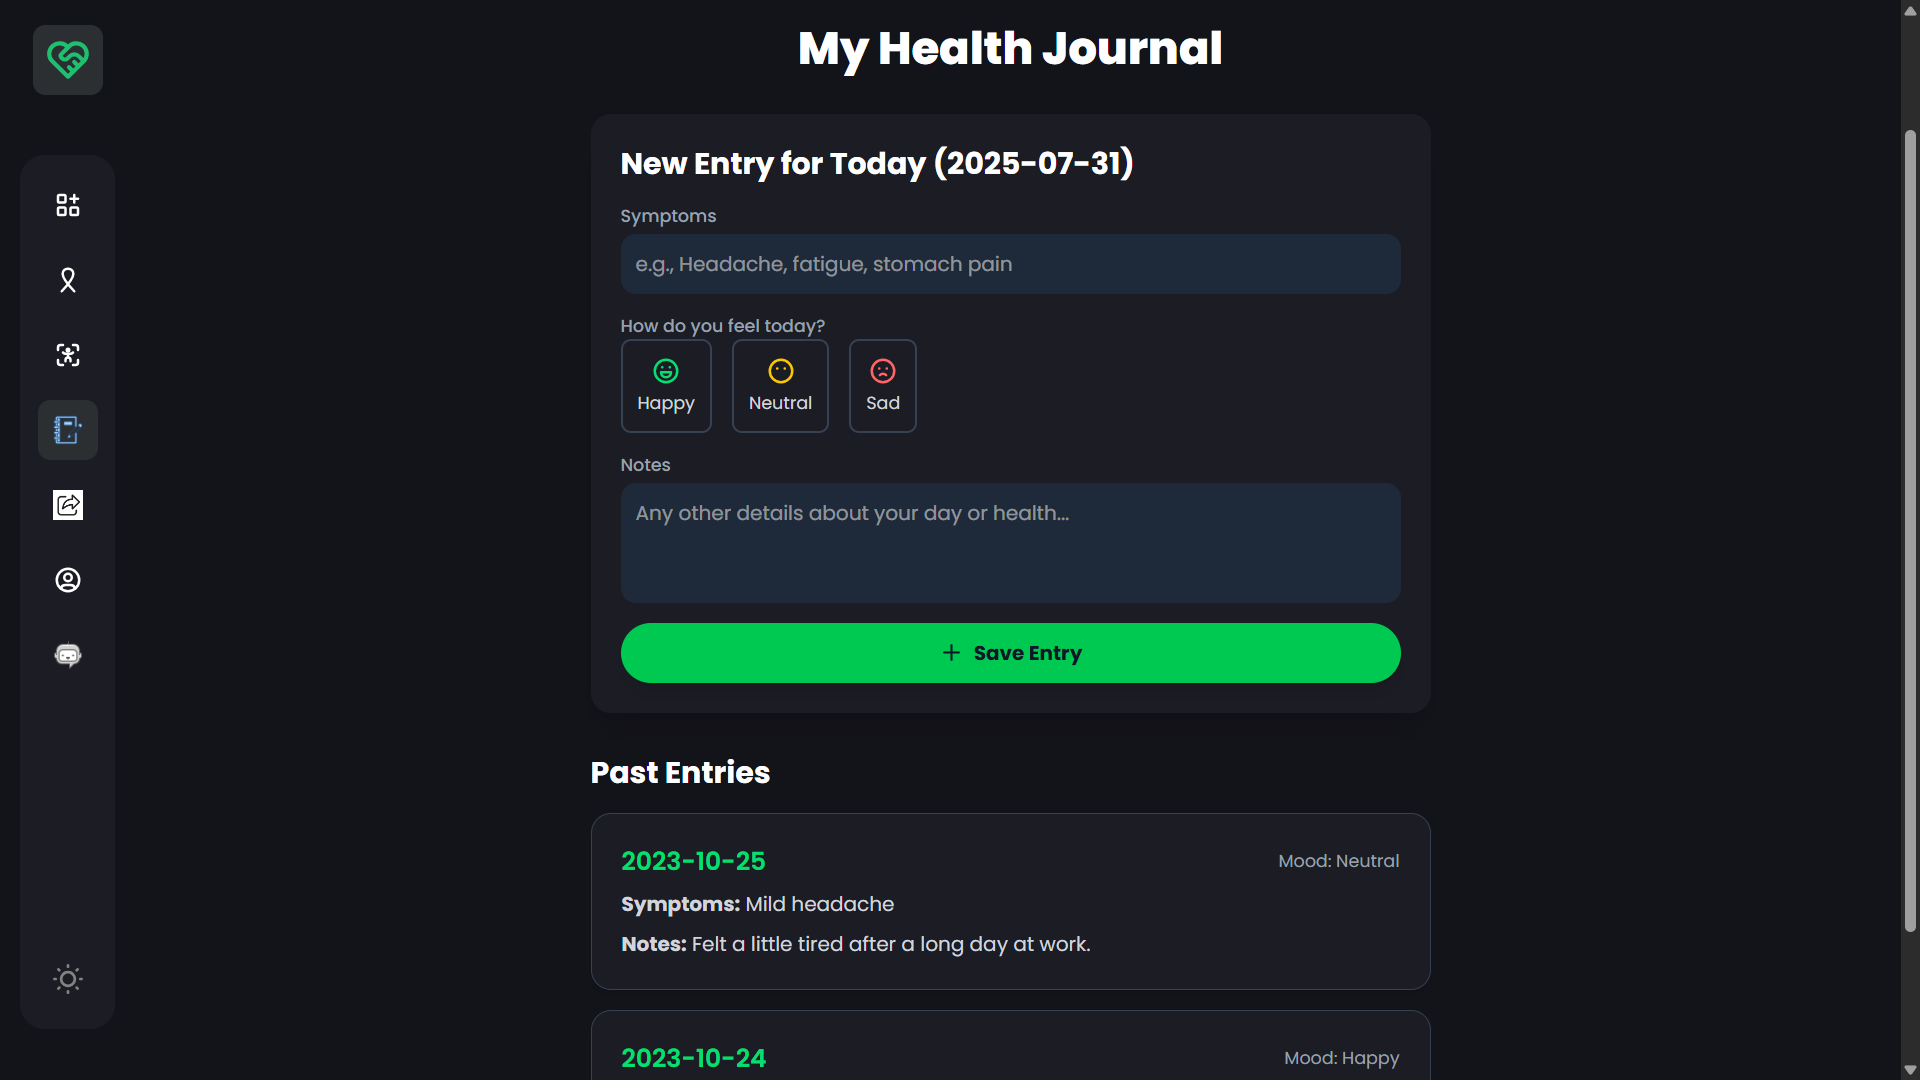 My Health Journal
New Entry for Today (2025-07-31)
Symptoms
e.g., Headache, fatigue, stomach pain
How do you feel today?
Happy
Neutral
Sad
Notes
Any other details about your day or health...
Save Entry
Past Entries
2023-10-25
Mood: Neutral
Symptoms: Mild headache
Notes: Felt a little tired after a long day at work.
2023-10-24
Mood: Happy